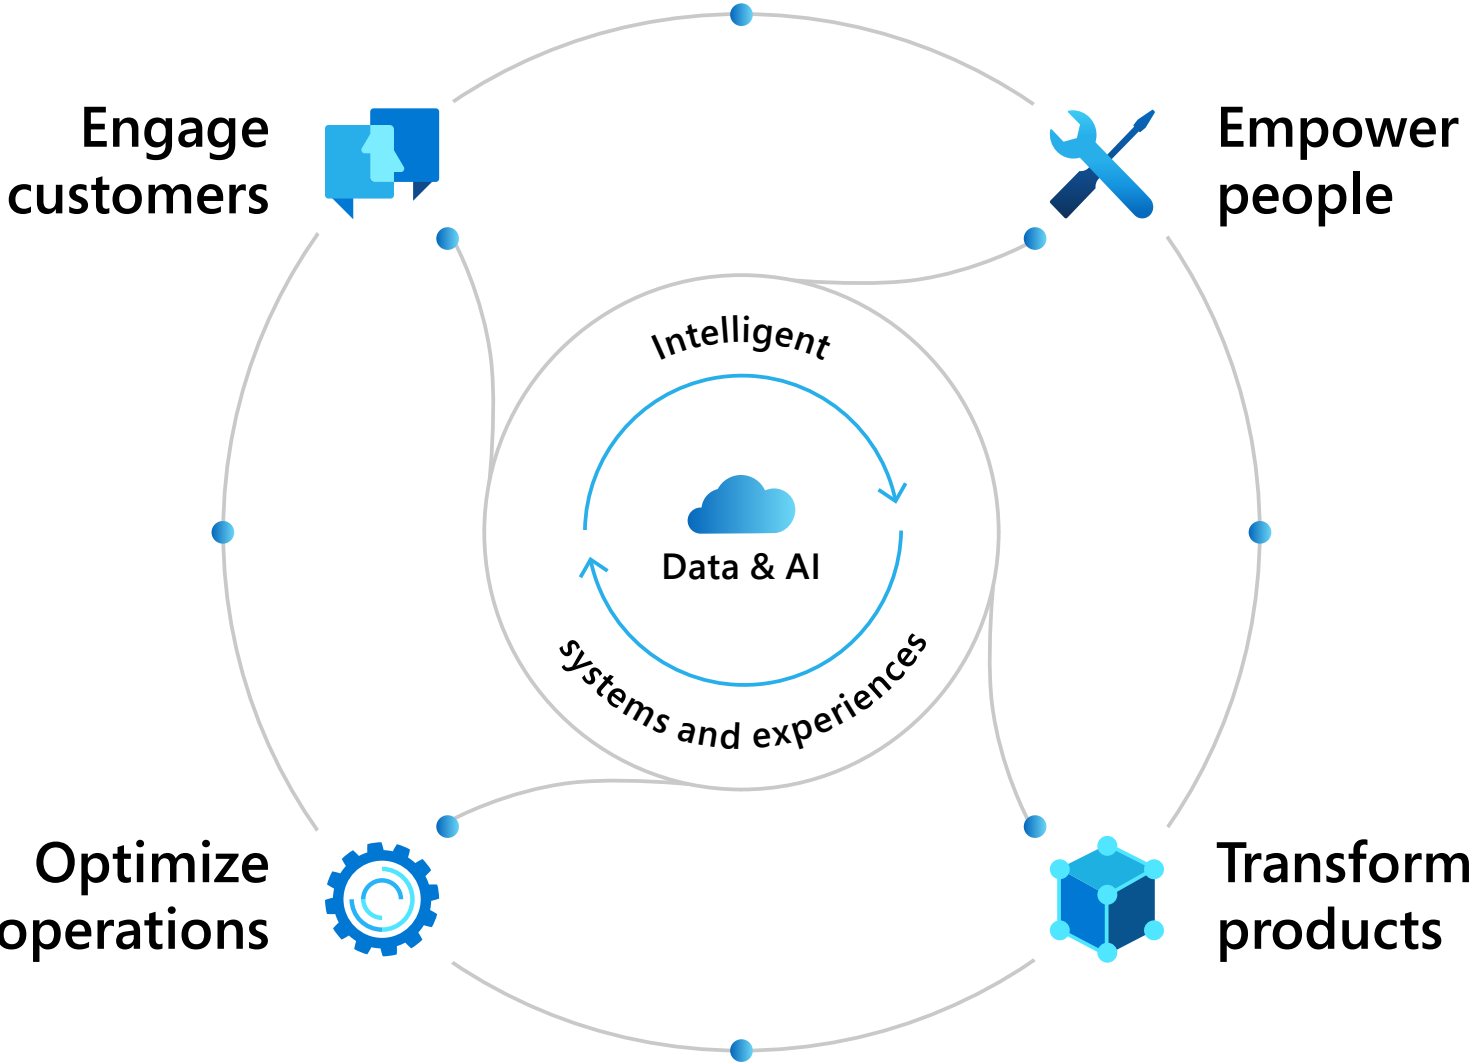 Engage
customers
Empower
people
Intelligent
Data & AI
systems and experiences
Optimize
operations
Transform
products